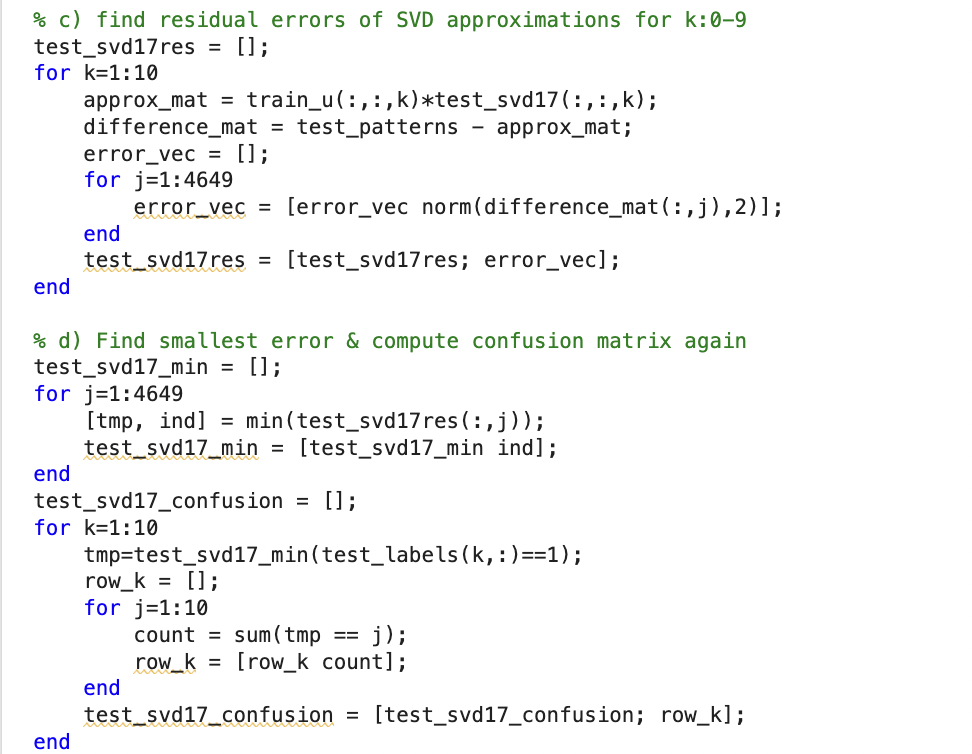 % c) find residual errors of SVD approximations for k:0-9
test_svd17res = [];
for k=1:10
    approx_mat = train_u(:,:,k)*test_svd17(:,:,k);
    difference_mat = test_patterns - approx_mat;
    error_vec = [];
    for j=1:4649
        error_vec = [error_vec norm(difference_mat(:,j),2)];
    end
    test_svd17res = [test_svd17res; error_vec];
end

% d) Find smallest error & compute confusion matrix again
test_svd17_min = [];
for j=1:4649
    [tmp, ind] = min(test_svd17res(:,j));
    test_svd17_min = [test_svd17_min ind];
end
test_svd17_confusion = [];
for k=1:10
    tmp=test_svd17_min(test_labels(k,:)==1);
    row_k = [];
    for j=1:10
        count = sum(tmp == j);
        row_k = [row_k count];
    end
    test_svd17_confusion = [test_svd17_confusion; row_k];
end